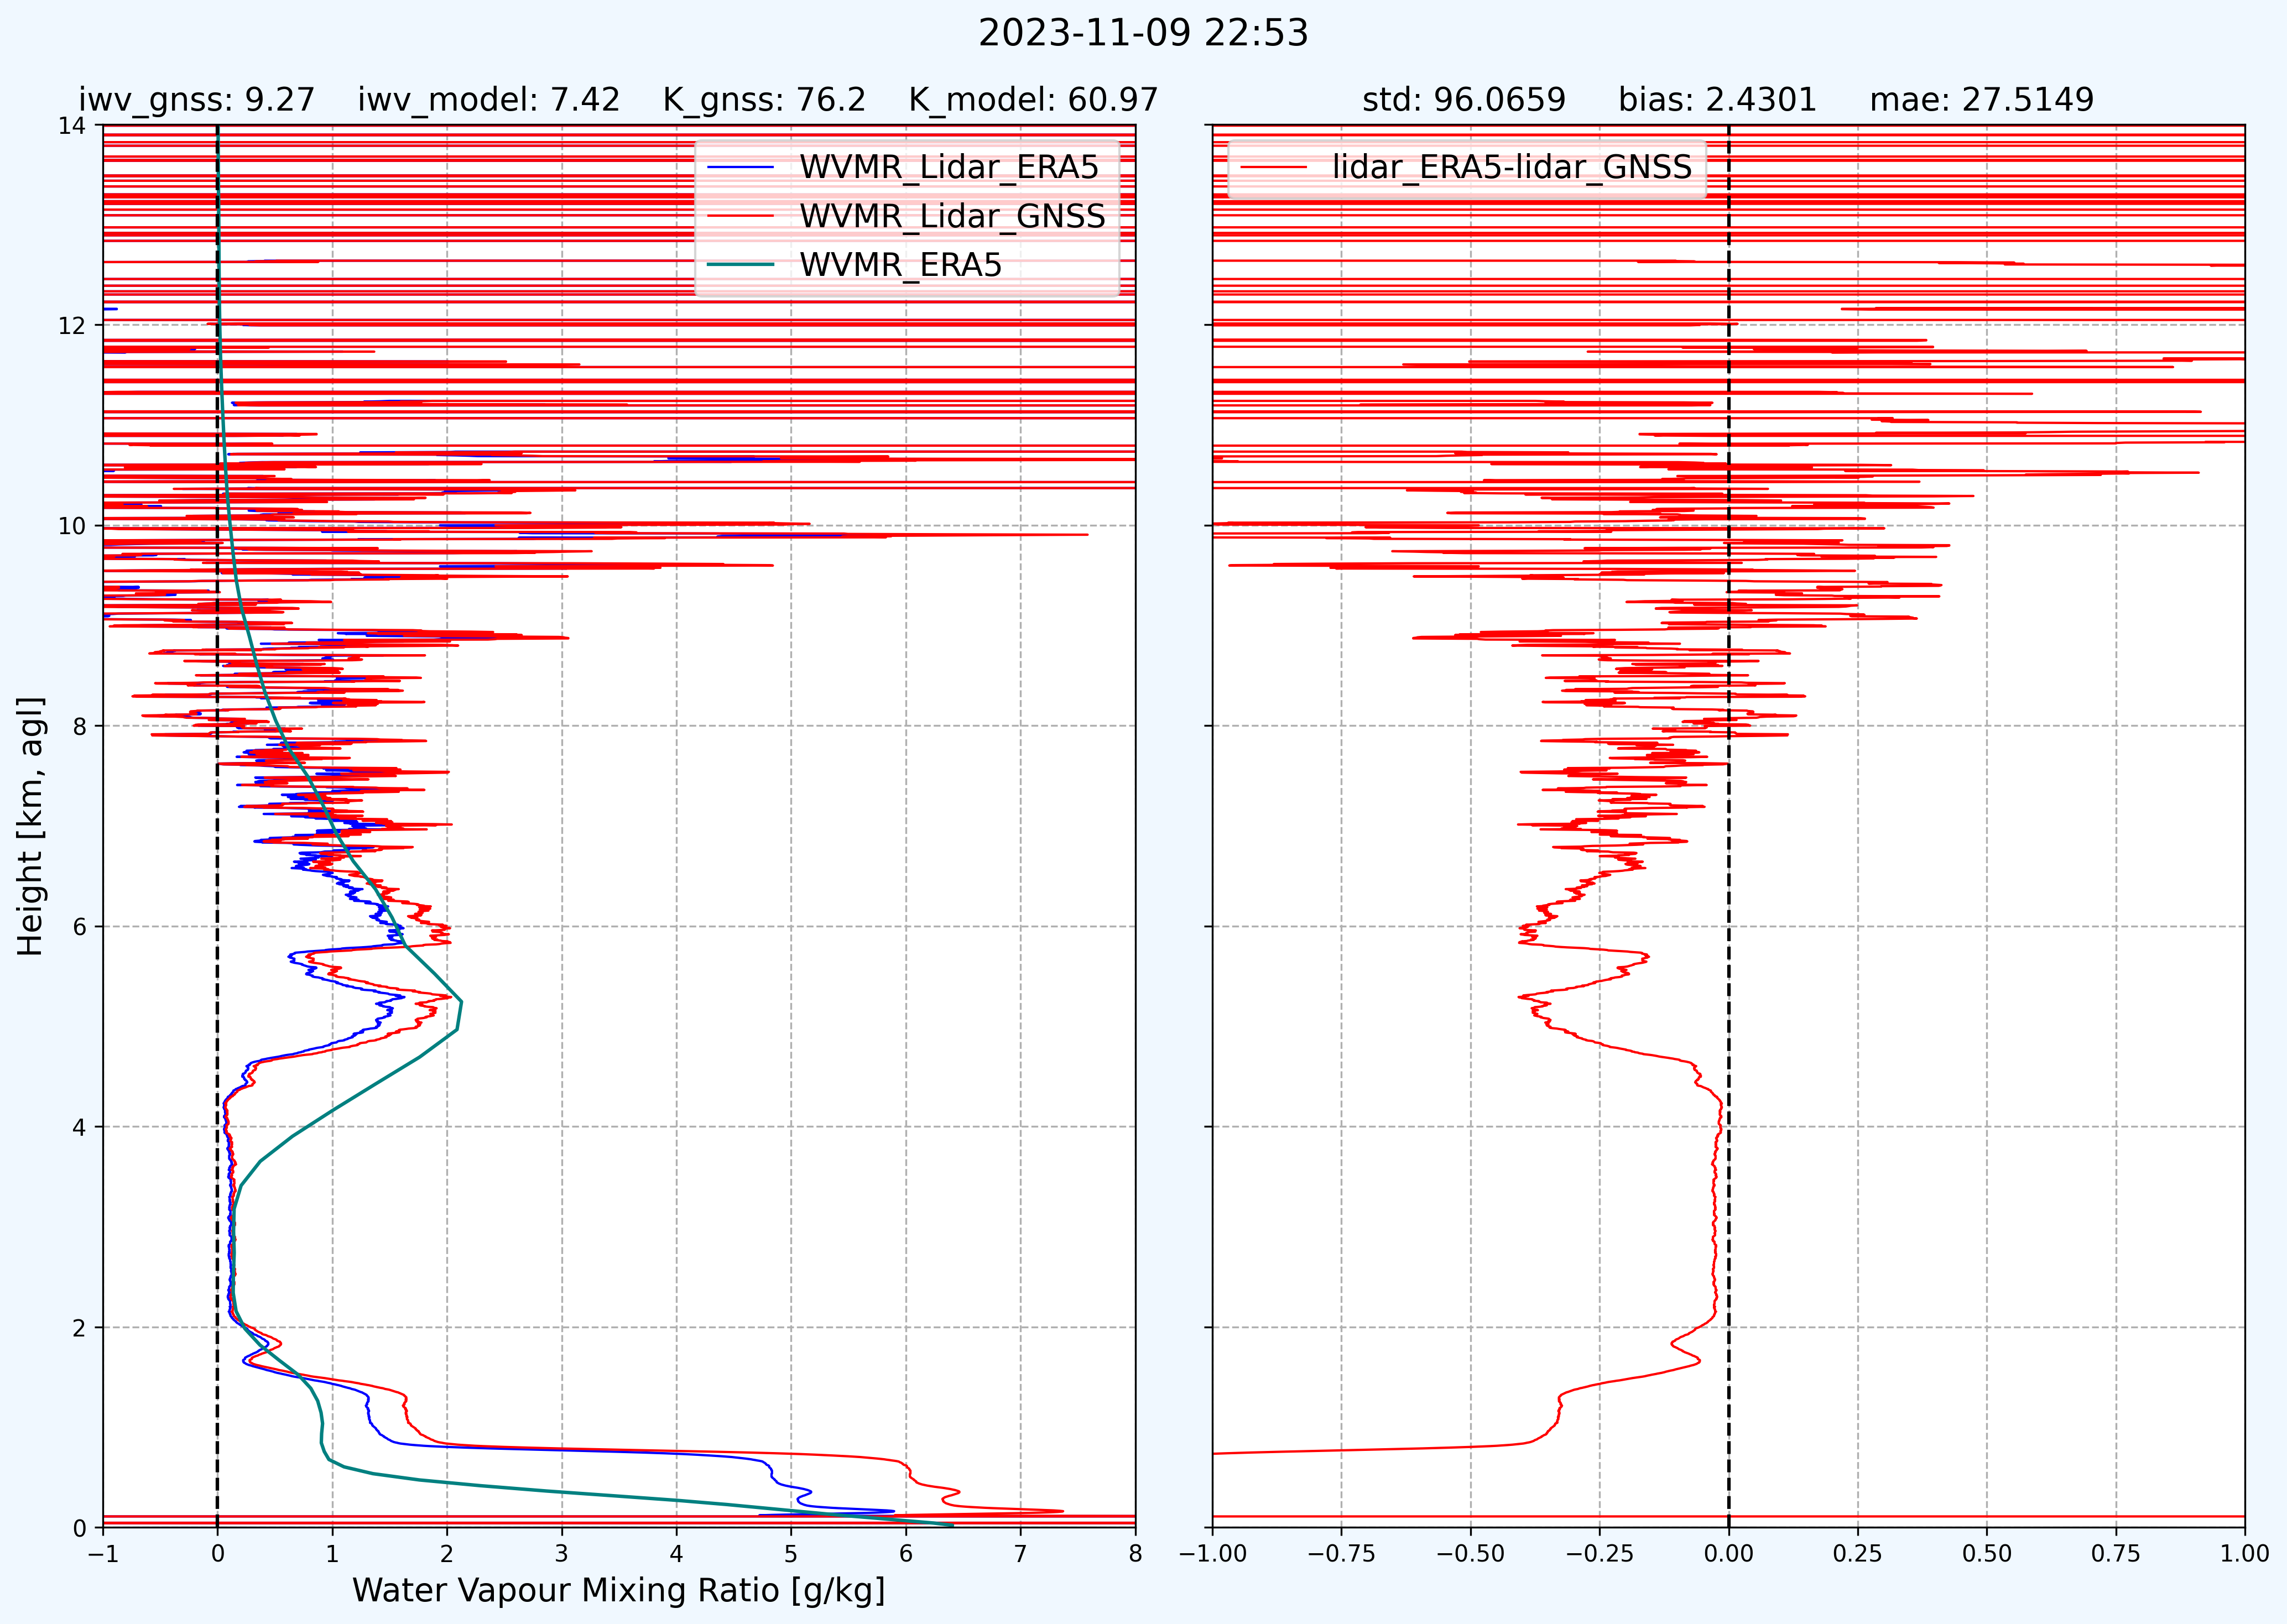 2023-11-09 22:53
iwv_gnss: 9.27 iwv_model: 7.42 K_gnss: 76.2 K_model: 60.97
std: 96.0659 bias: 2.4301 mae: 27.5149
WVMR_Lidar_ERA5
WVMR_Lidar_GNSS
WVMR_ERA5
lidar_ERA5-lidar_GNSS
Height [km, agl]
14
12
10
8
6
4
2
0
−1 0 1 2 3 4 5 6 7 8
−1.00 −0.75 −0.50 −0.25 0.00 0.25 0.50 0.75 1.00
Water Vapour Mixing Ratio [g/kg]